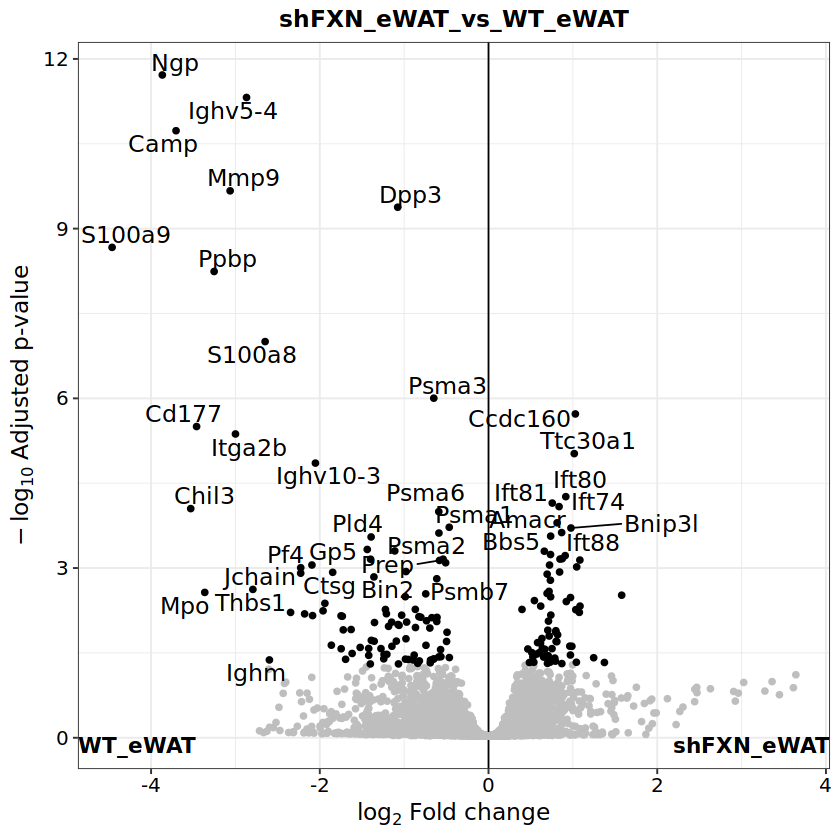 shFXN_eWAT_vs_WT_eWAT
12
Ngp
Ighv5-4
Camp
Mmp9
Dpp3
9
S100a9
Ppbp
S100a8
6
Psma3
Cd177
Ccdc160
Itga2b
Ttc30a1
Ighv10-3
Ift80
Chil3
Psma6
Ift81
Ift74
Pld4
Psma1
Amacr
Bnip3l
Pf4
Gp5
Psma2
Bbs5
Ift88
3
Prep
Jchain
Ctsg
Bin2
Psmb7
Mpo
Thbs1
Ighm
0
WT_eWAT
shFXN_eWAT
-4
-2
0
2
4
log2 Fold change
− log10 Adjusted p-value